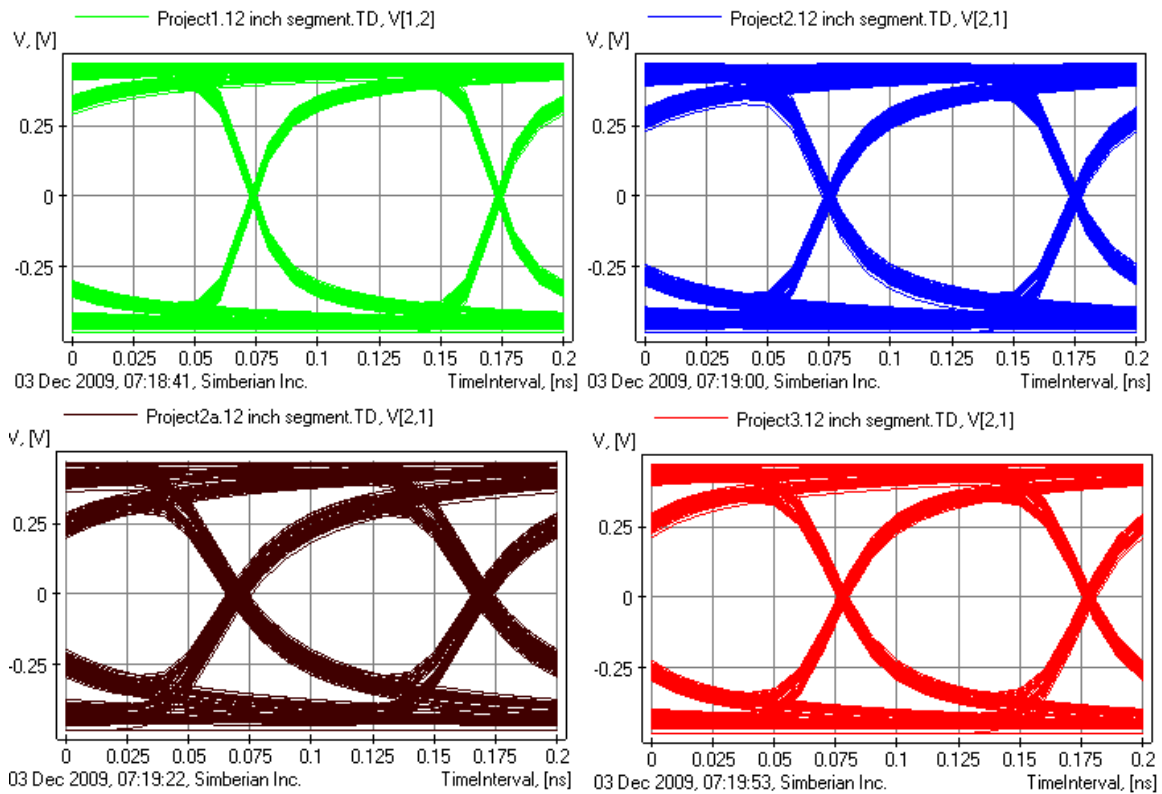 Project1.12 inch segment.TD, V[1,2]
V, [V]
0.25
0
-0.25
0 0.025 0.05 0.075 0.1 0.125 0.15 0.175 0.2
03 Dec 2009, 07:18:41, Simberian Inc. TimeInterval, [ns]
Project2.12 inch segment.TD, V[2,1]
V, [V]
0.25
0
-0.25
0 0.025 0.05 0.075 0.1 0.125 0.15 0.175 0.2
03 Dec 2009, 07:19:00, Simberian Inc. TimeInterval, [ns]
Project2a.12 inch segment.TD, V[2,1]
V, [V]
0.25
0
-0.25
0 0.025 0.05 0.075 0.1 0.125 0.15 0.175 0.2
03 Dec 2009, 07:19:22, Simberian Inc. TimeInterval, [ns]
Project3.12 inch segment.TD, V[2,1]
V, [V]
0.25
0
-0.25
0 0.025 0.05 0.075 0.1 0.125 0.15 0.175 0.2
03 Dec 2009, 07:19:53, Simberian Inc. TimeInterval, [ns]